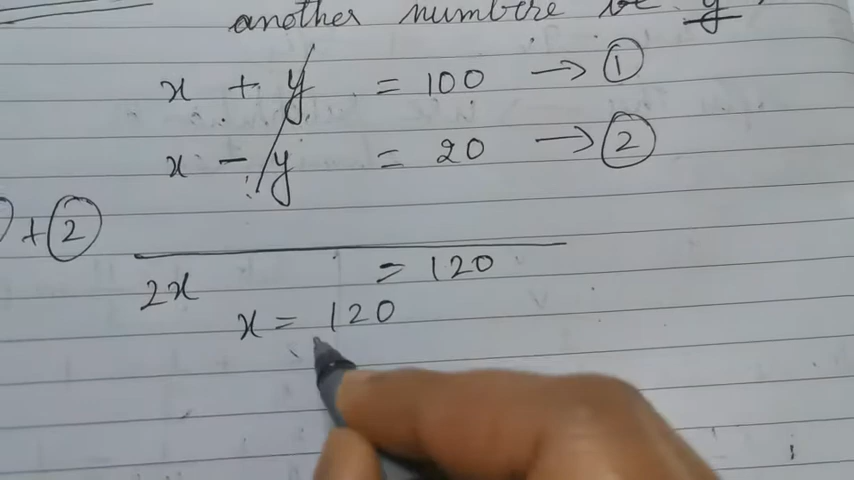 another numbere be y
x + y = 100 → ①
x - y = 20 → ②
+ ②
2x = 120
x = 120